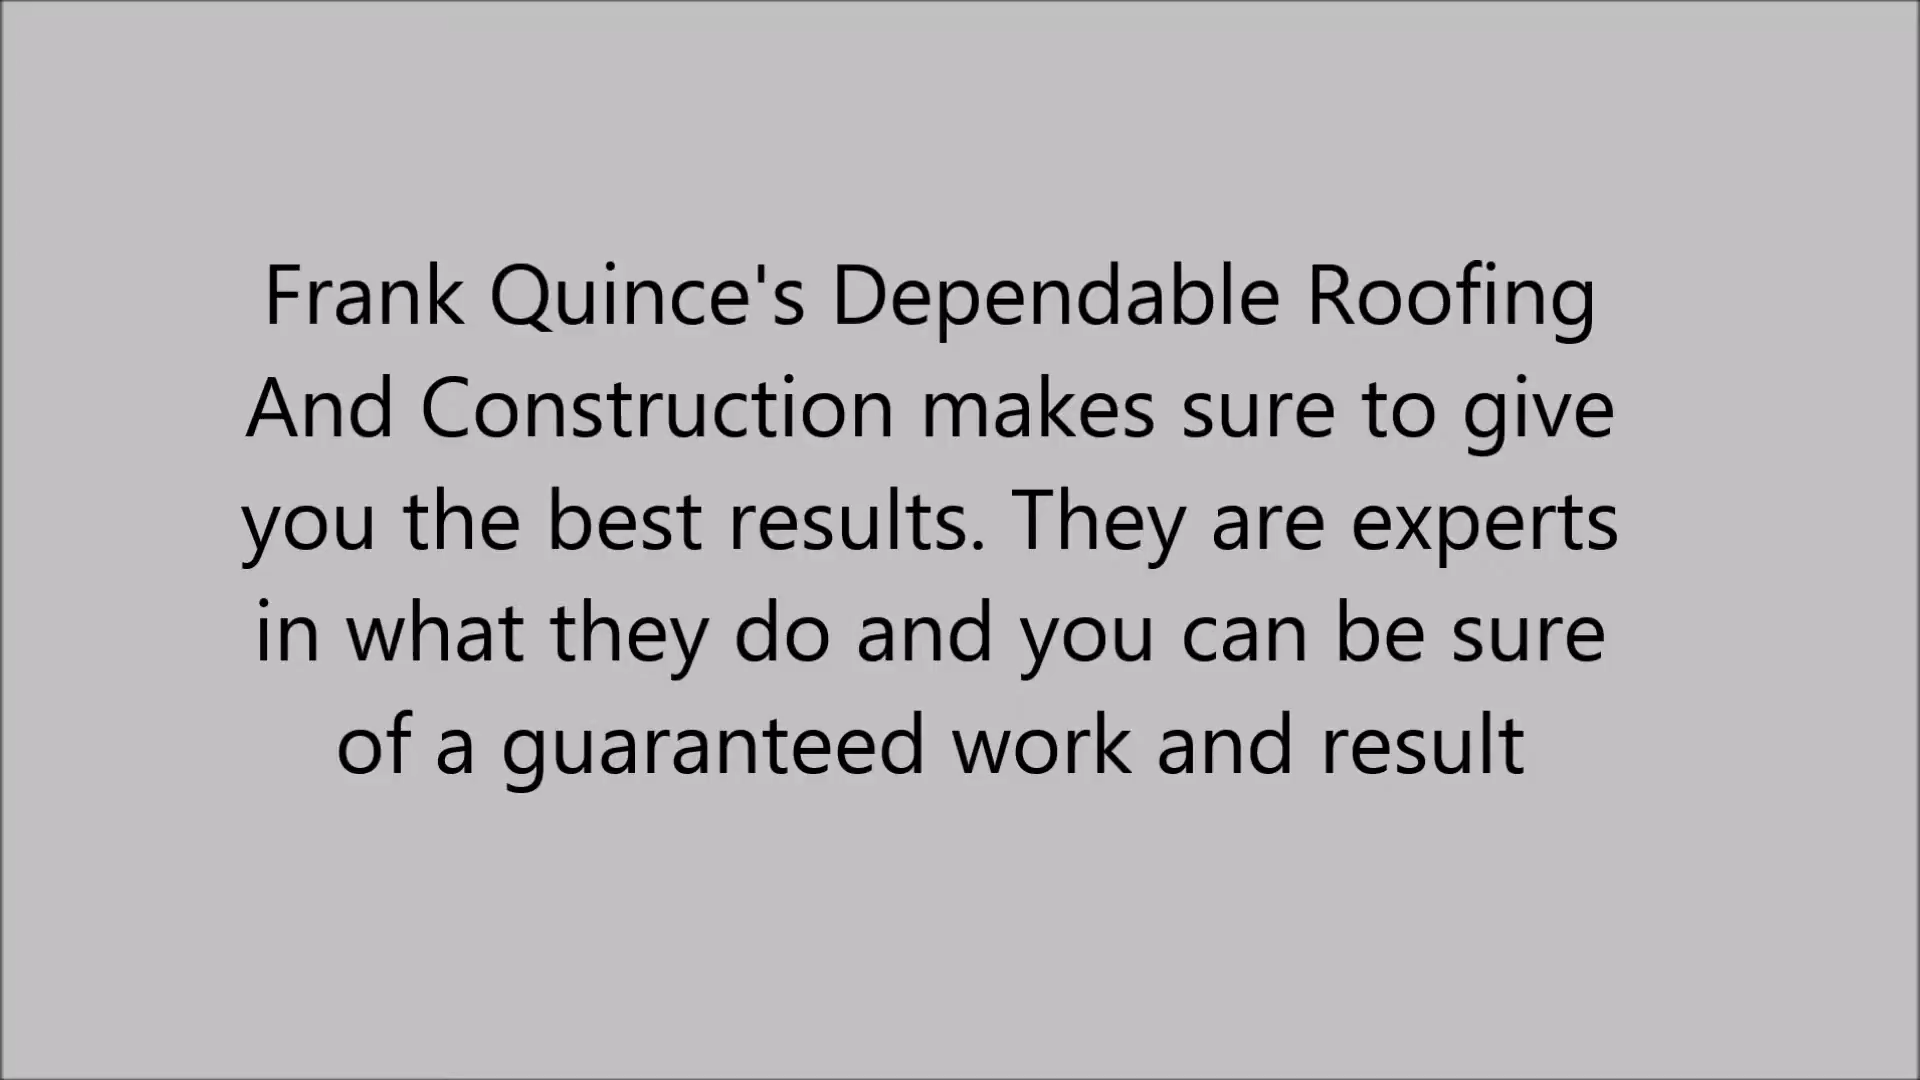 Frank Quince's Dependable Roofing
And Construction makes sure to give
you the best results. They are experts
in what they do and you can be sure
of a guaranteed work and result